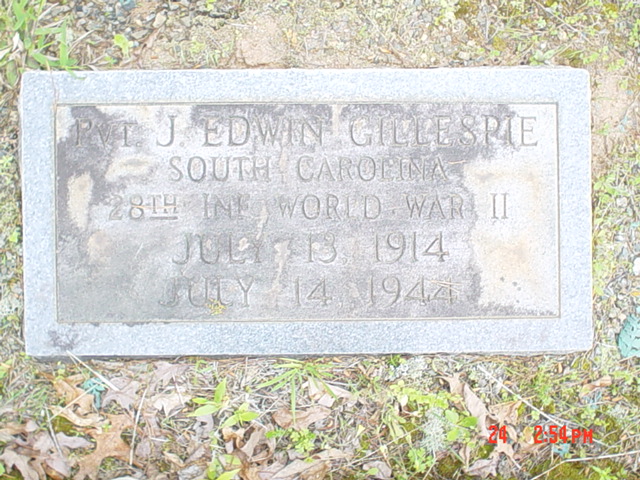 PVT. J. EDWIN GILLESPIE
SOUTH CAROLINA
28TH INF WORLD WAR II
JULY 13 1914
JULY 14 1944
24 2:54PM